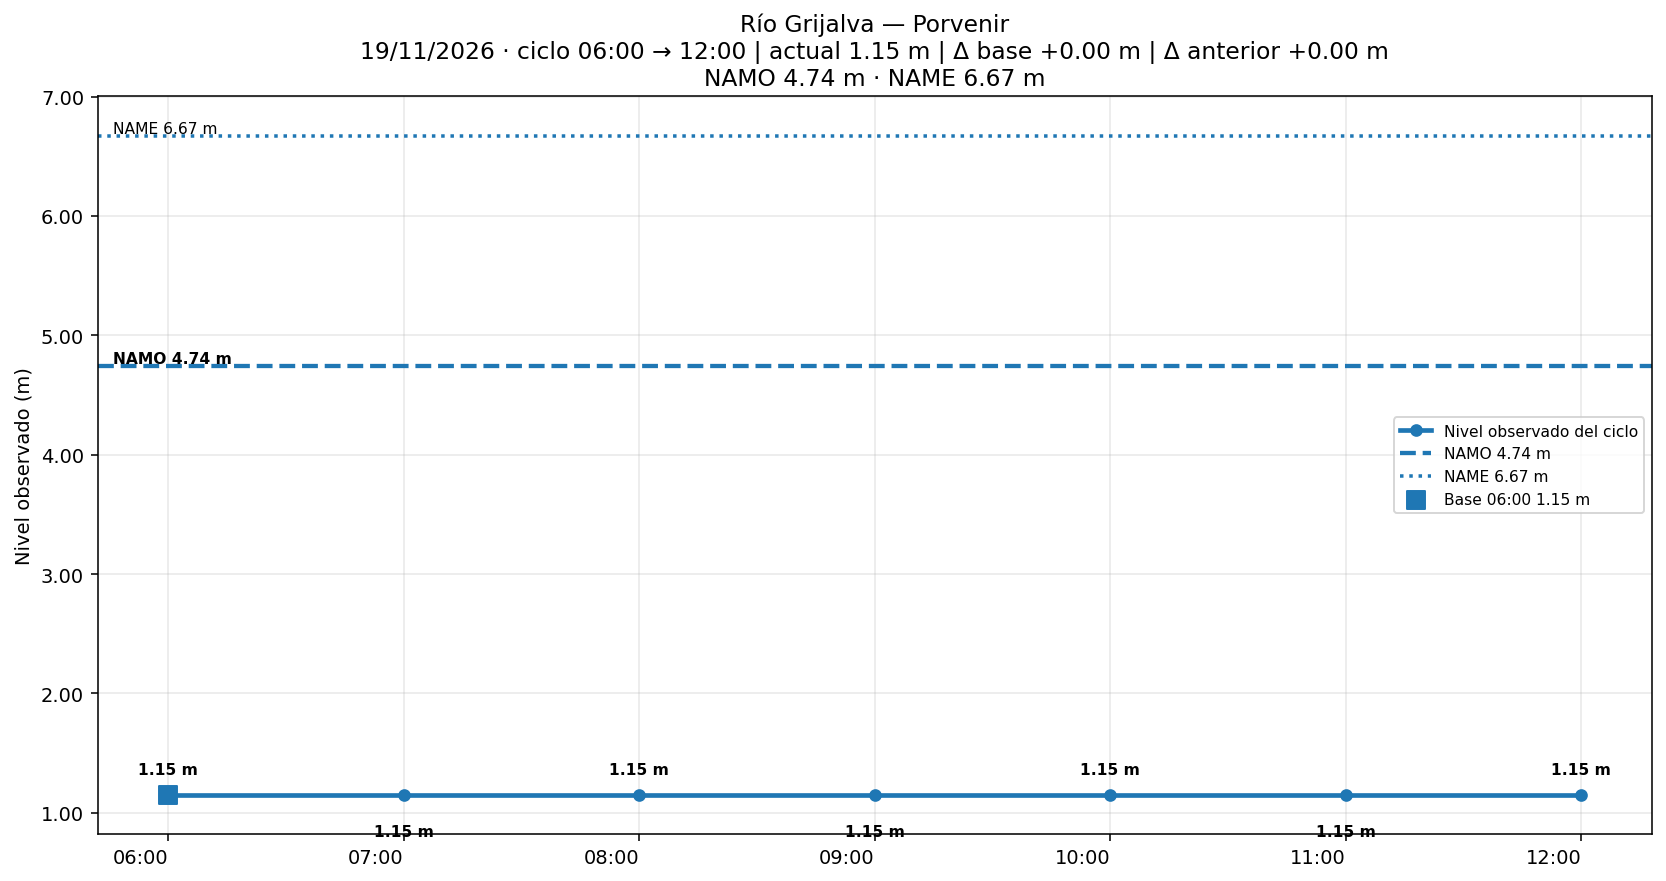 Río Grijalva — Porvenir
19/11/2026 · ciclo 06:00 → 12:00 | actual 1.15 m | Δ base +0.00 m | Δ anterior +0.00 m
NAMO 4.74 m · NAME 6.67 m
7.00
NAME 6.67 m
6.00
5.00
NAMO 4.74 m
Nivel observado (m)
Nivel observado del ciclo
NAMO 4.74 m
NAME 6.67 m
Base 06:00 1.15 m
4.00
3.00
2.00
1.15 m
1.15 m
1.15 m
1.15 m
1.00
1.15 m
1.15 m
1.15 m
06:00
07:00
08:00
09:00
10:00
11:00
12:00